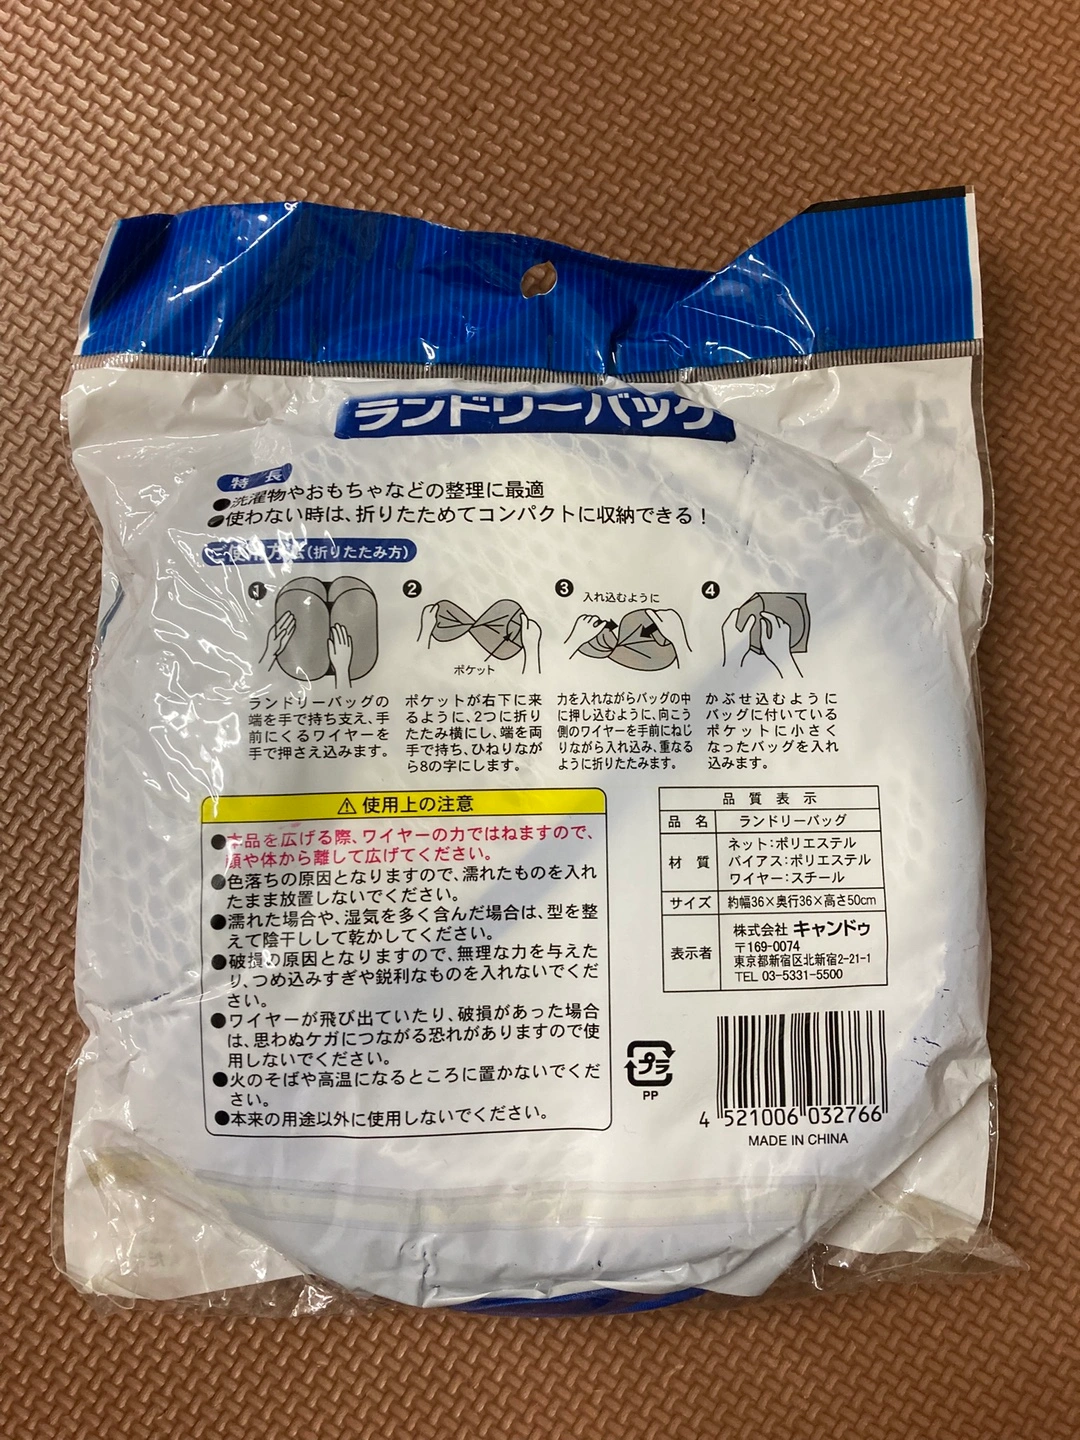 ランドリーバッグ
特長
●洗濯物やおもちゃなどの整理に最適
●使わない時は、折りたためてコンパクトに収納できる！
使用方法(折りたたみ方)
1
2
ポケット
3
入れ込むように
4
ランドリーバッグの
端を手で持ち支え、手
前にくるワイヤーを
手で押さえ込みます。
ポケットが右下に来
るように、2つに折り
たたみ横にし、端を両
手で持ち、ひねりなが
ら8の字にします。
力を入れながらバッグの中
に押し込むように、向こう
側のワイヤーを手前にねじ
りながら入れ込み、重なる
ように折りたたみます。
かぶせ込むように
バッグに付いている
ポケットに小さく
なったバッグを入れ
込みます。
⚠使用上の注意
●本品を広げる際、ワイヤーの力ではねますので、
顔や体から離して広げてください。
●色落ちの原因となりますので、濡れたものを入れ
たまま放置しないでください。
●濡れた場合や、湿気を多く含んだ場合は、型を整
えて陰干しして乾かしてください。
●破損の原因となりますので、無理な力を与えた
り、つめ込みすぎや鋭利なものを入れないでくだ
さい。
●ワイヤーが飛び出ていたり、破損があった場合
は、思わぬケガにつながる恐れがありますので使
用しないでください。
●火のそばや高温になるところに置かないでくだ
さい。
●本来の用途以外に使用しないでください。
品質表示
品名 ランドリーバッグ
材質 ネット：ポリエステル
バイアス：ポリエステル
ワイヤー：スチール
サイズ 約幅36×奥行36×高さ50cm
表示者 株式会社 キャンドゥ
〒169-0074
東京都新宿区北新宿2-21-1
TEL 03-5331-5500
プラ
PP
4 521006 032766
MADE IN CHINA